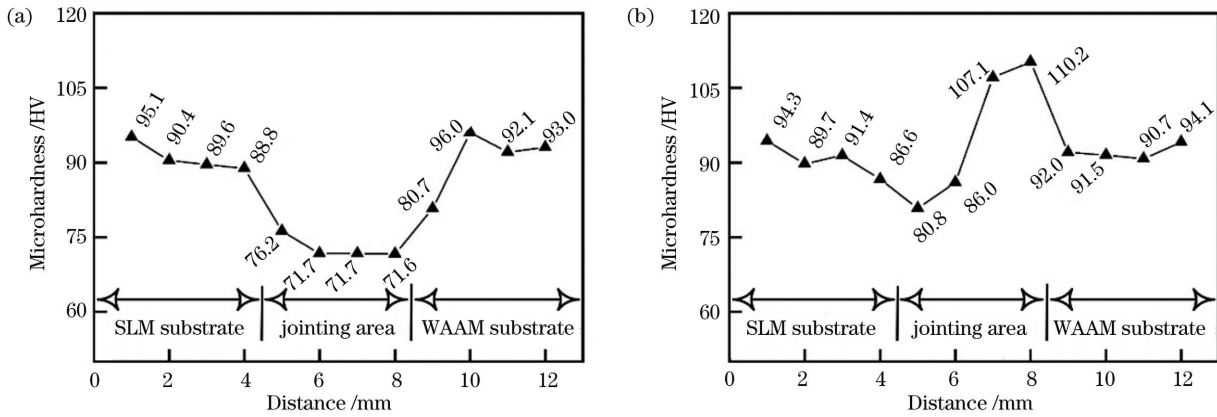 (a)
120
105
90
75
60
Microhardness /HV
95.1
90.4
89.6
88.8
76.2
71.7
71.7
71.6
80.7
96.0
92.1
93.0
SLM substrate
jointing area
WAAM substrate
0 2 4 6 8 10 12
Distance /mm
(b)
120
105
90
75
60
Microhardness /HV
94.3
89.7
91.4
86.6
80.8
86.0
107.1
110.2
92.0
91.5
90.7
94.1
SLM substrate
jointing area
WAAM substrate
0 2 4 6 8 10 12
Distance /mm